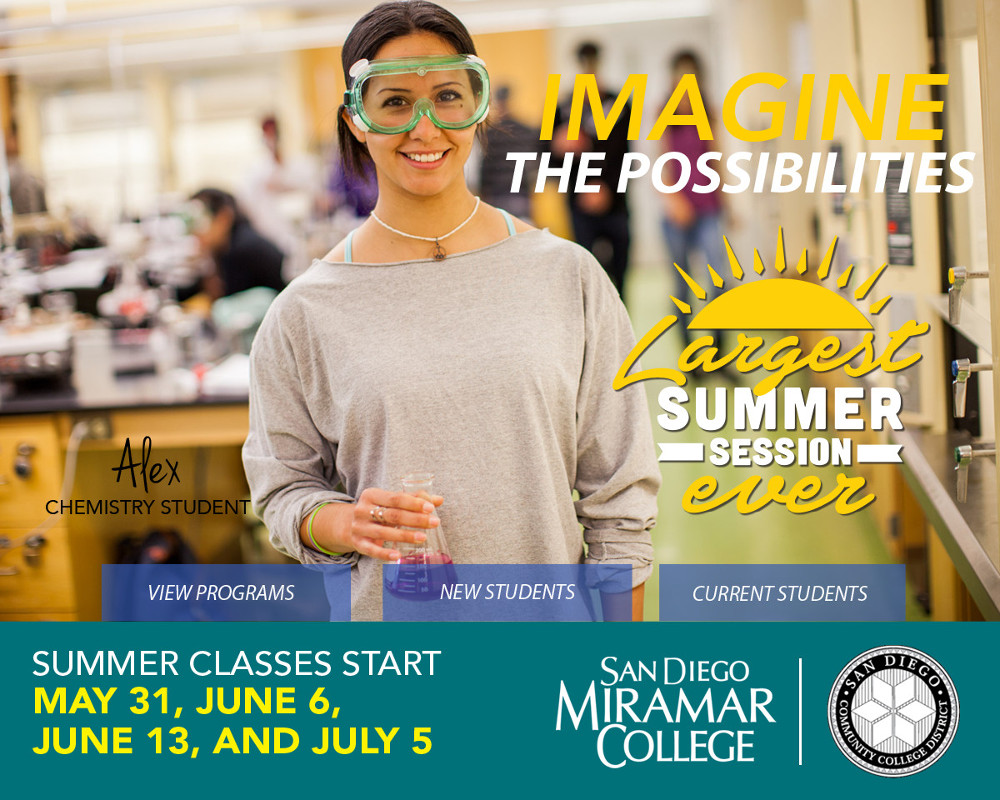 IMAGINE
THE POSSIBILITIES
Largest
SUMMER
SESSION
ever
Alex
CHEMISTRY STUDENT
VIEW PROGRAMS
NEW STUDENTS
CURRENT STUDENTS
SUMMER CLASSES START
MAY 31, JUNE 6,
JUNE 13, AND JULY 5
SAN DIEGO
MIRAMAR
COLLEGE
SAN DIEGO
COMMUNITY COLLEGE DISTRICT